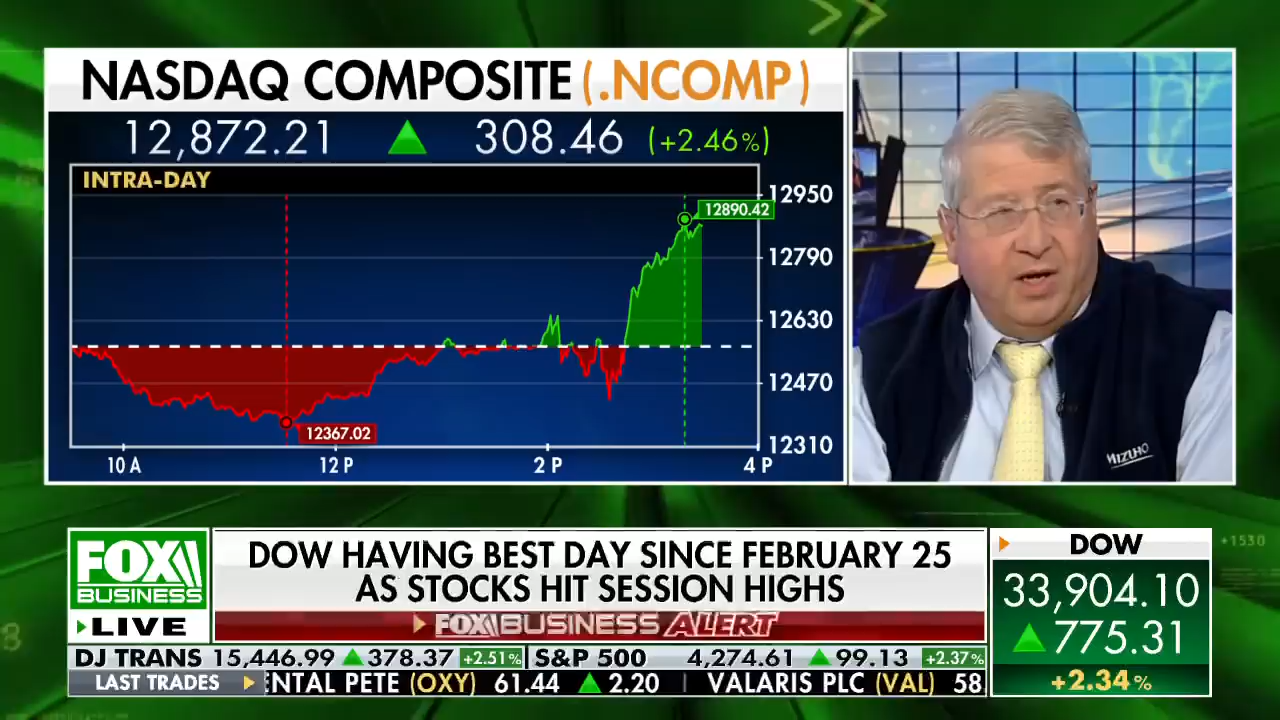 NASDAQ COMPOSITE (.NCOMP)
12,872.21 ▲ 308.46 (+2.46%)
INTRA-DAY
12950
12890.42
12790
12630
12470
12367.02
12310
10 A 12 P 2 P 4 P
MIZUHO
FOX
BUSINESS
LIVE
DOW HAVING BEST DAY SINCE FEBRUARY 25
AS STOCKS HIT SESSION HIGHS
FOX BUSINESS ALERT
DOW
33,904.10
▲ 775.31
+2.34%
+1530
DJ TRANS 15,446.99 ▲ 378.37 +2.51% S&P 500 4,274.61 ▲ 99.13 +2.37%
LAST TRADES ENTAL PETE (OXY) 61.44 ▲ 2.20 | VALARIS PLC (VAL) 58